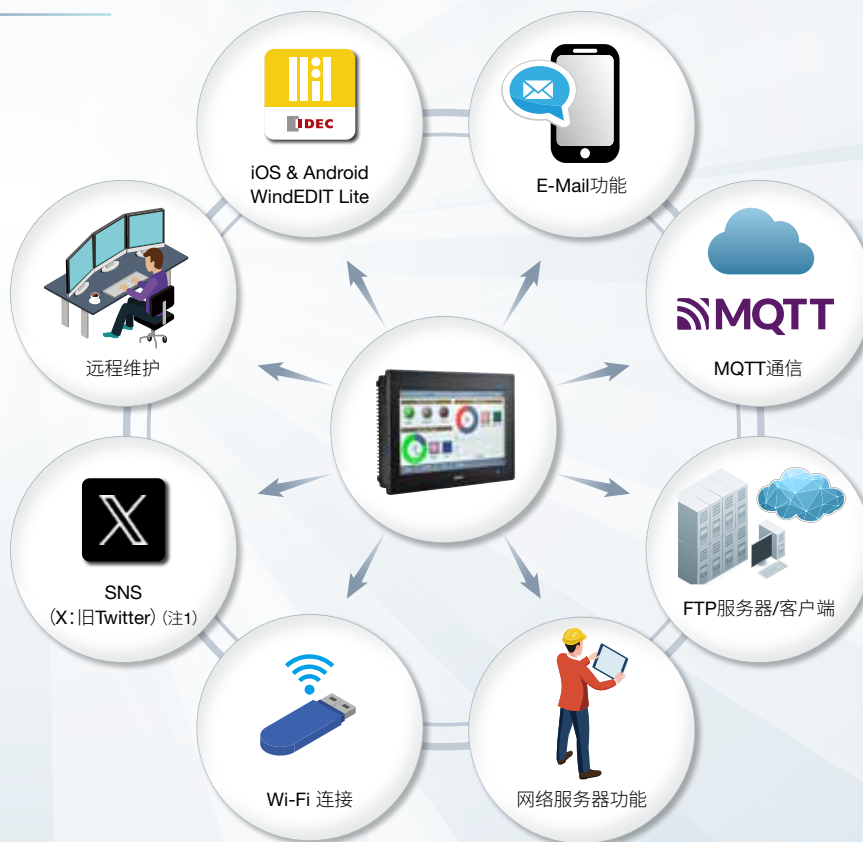 IDEC
iOS & Android
WindEDIT Lite
E-Mail功能
远程维护
MQTT
MQTT通信
SNS
（X：旧Twitter）（注1）
FTP服务器/客户端
Wi-Fi 连接
网络服务器功能